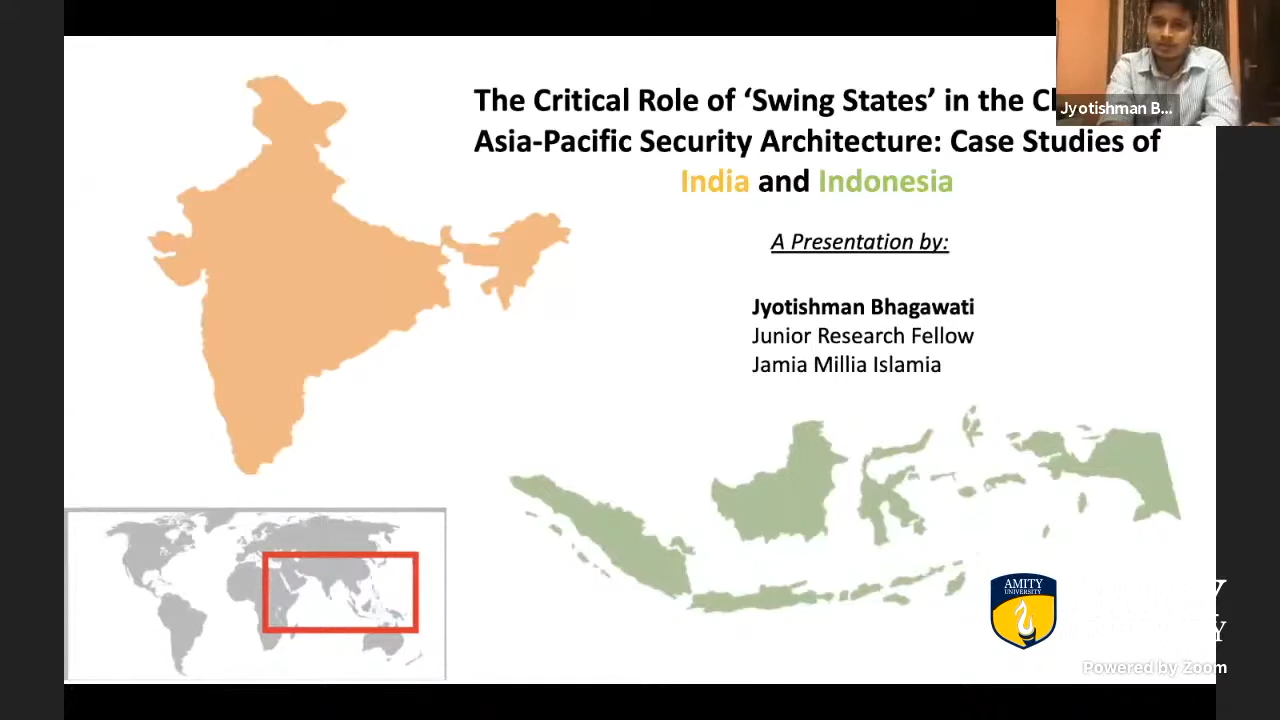 The Critical Role of ‘Swing States’ in the
Asia-Pacific Security Architecture: Case Studies of
India and Indonesia
A Presentation by:
Jyotishman Bhagawati
Junior Research Fellow
Jamia Millia Islamia
Jyotishman B...
AMITY
UNIVERSITY
Powered by Zoom